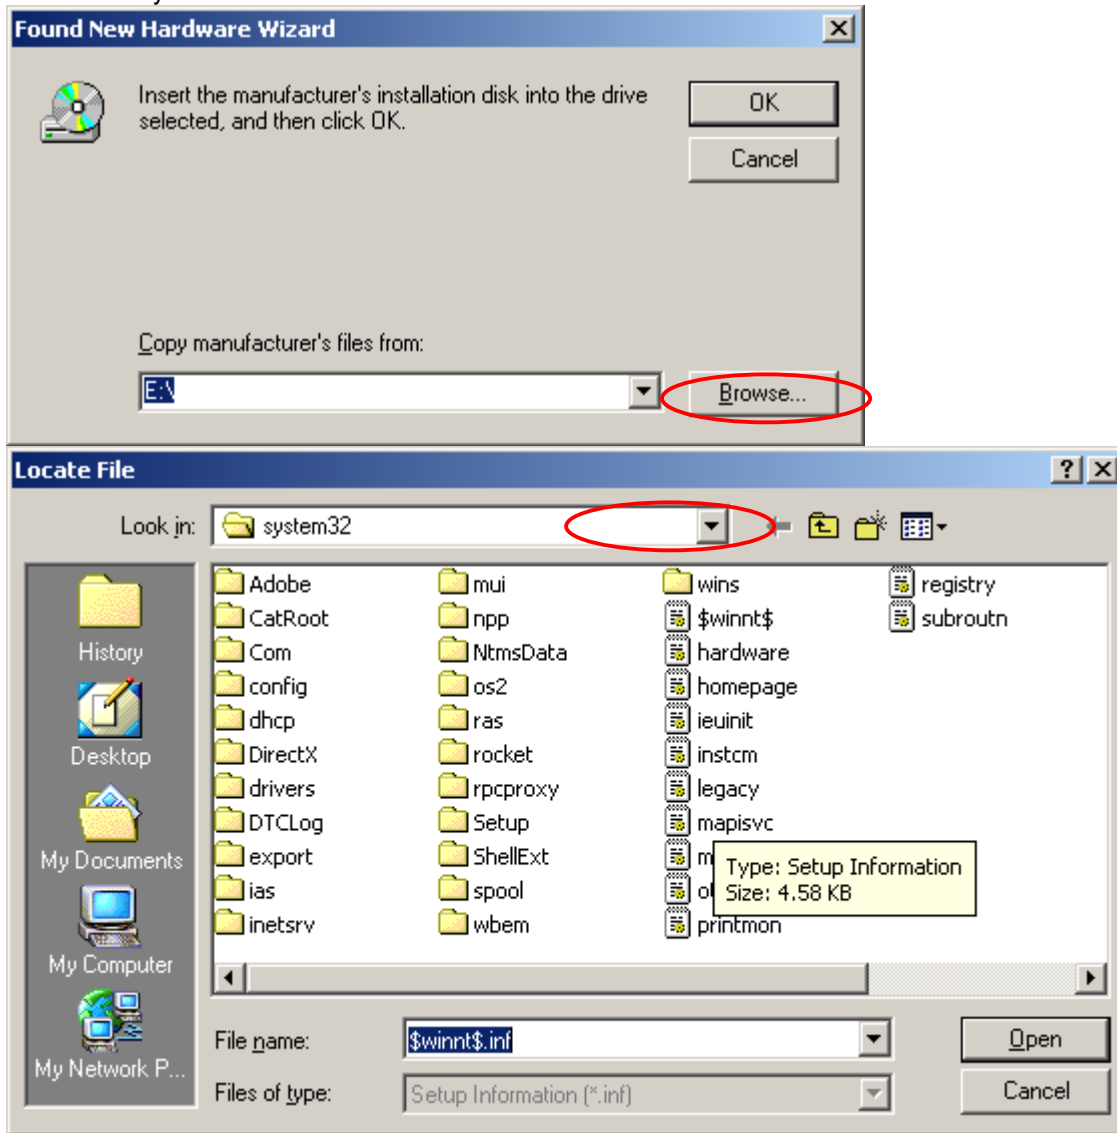 Found New Hardware Wizard
Insert the manufacturer's installation disk into the drive
selected, and then click OK.
OK
Cancel
Copy manufacturer's files from:
E:\
Browse...
Locate File
Look in:
system32
History
Desktop
My Documents
My Computer
My Network P...
Adobe
CatRoot
Com
config
dhcp
DirectX
drivers
DTCLog
export
ias
inetsrv
mui
npp
NtmsData
os2
ras
rocket
rpcproxy
Setup
ShellExt
spool
wbem
wins
$winnt$
hardware
homepage
ieuinit
instcm
legacy
mapisvc
printmon
registry
subroutn
Type: Setup Information
Size: 4.58 KB
File name:
$winnt$.inf
Open
Files of type:
Setup Information (*.inf)
Cancel